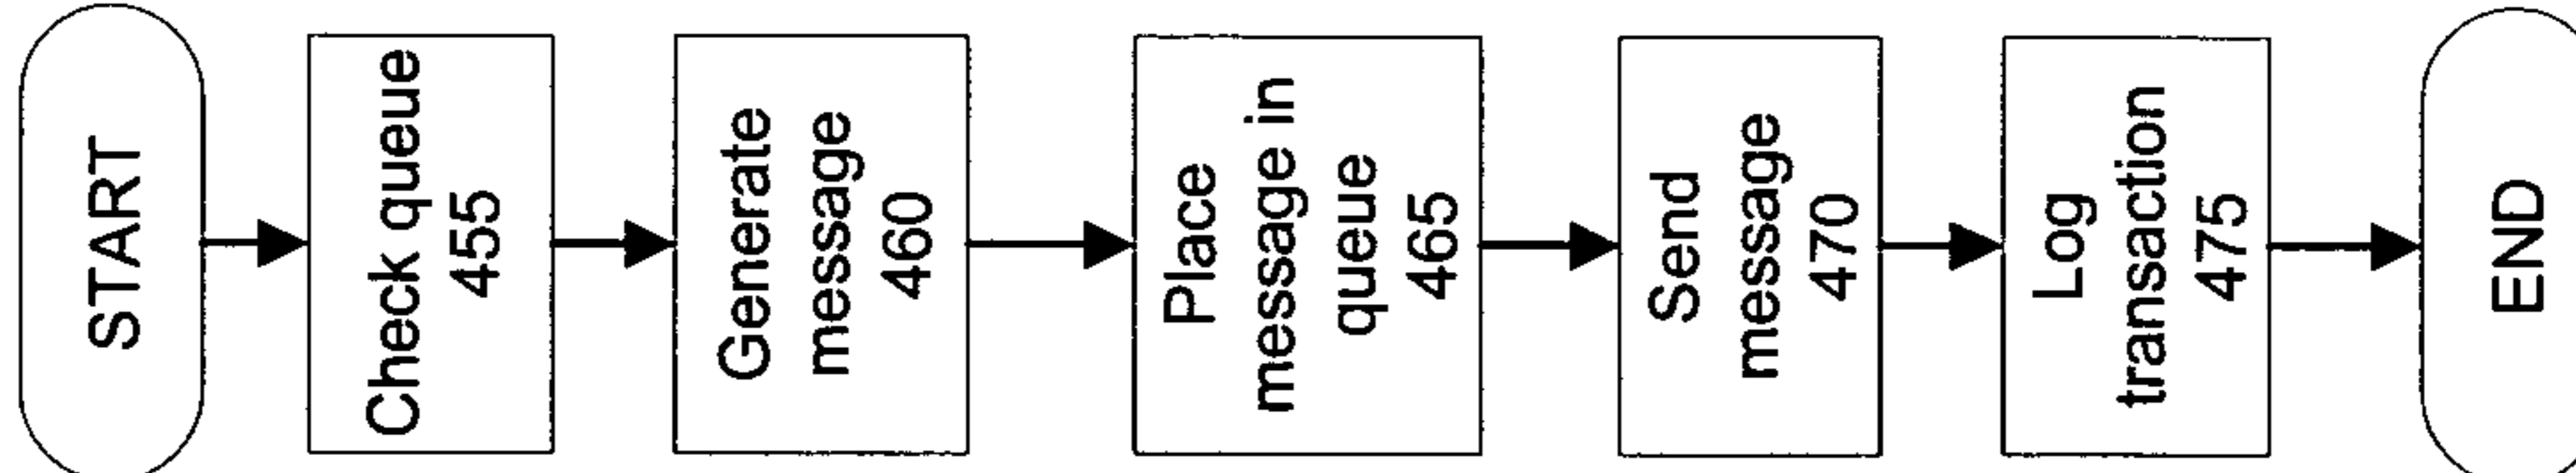 START
Check queue
455
Generate
message
460
Place
message in
queue
465
Send
message
470
Log
transaction
475
END